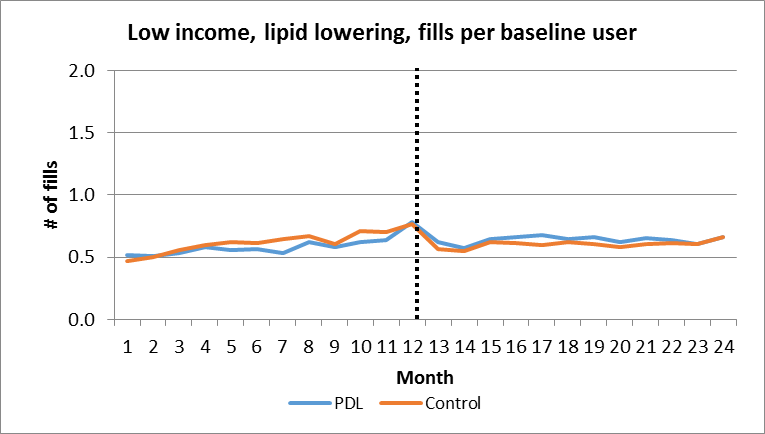 Low income, lipid lowering, fills per baseline user
2.0
1.5
1.0
0.5
0.0
# of fills
1 2 3 4 5 6 7 8 9 10 11 12 13 14 15 16 17 18 19 20 21 22 23 24
Month
PDL Control